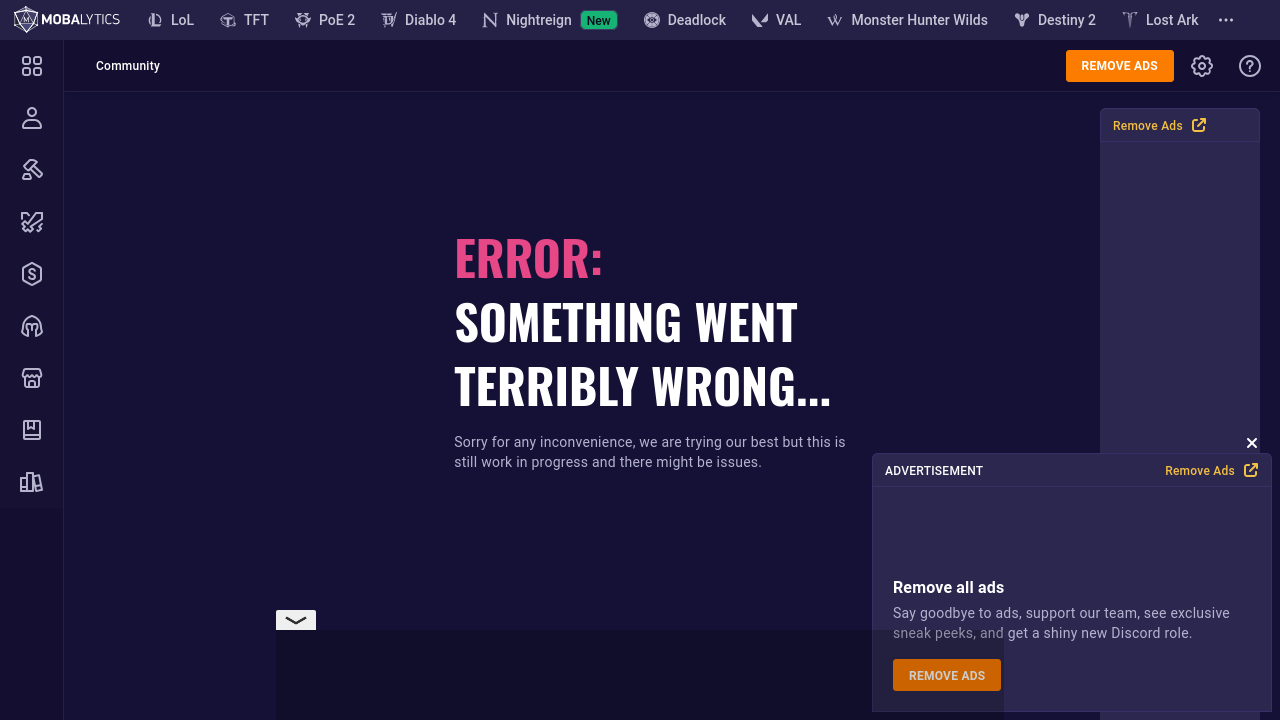 MOBALYTICS
LoL
TFT
PoE 2
Diablo 4
Nightreign
New
Deadlock
VAL
Monster Hunter Wilds
Destiny 2
Lost Ark
Community
REMOVE ADS
Remove Ads
ERROR:
SOMETHING WENT
TERRIBLY WRONG...
Sorry for any inconvenience, we are trying our best but this is
still work in progress and there might be issues.
ADVERTISEMENT
Remove Ads
Remove all ads
Say goodbye to ads, support our team, see exclusive
sneak peeks, and get a shiny new Discord role.
REMOVE ADS